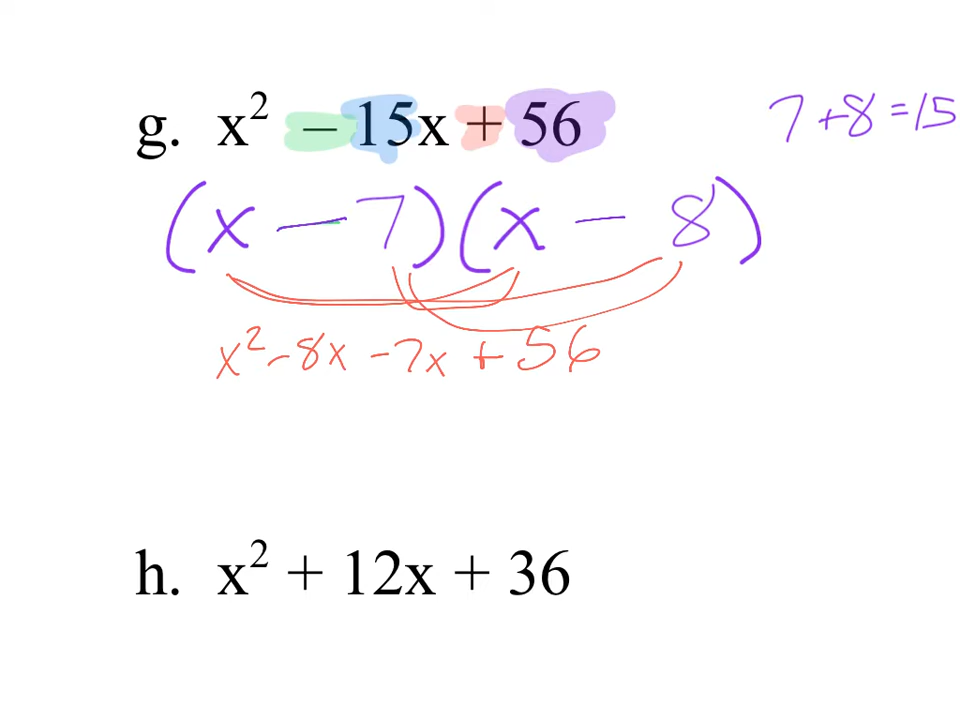 g. x² – 15x + 56
7 + 8 = 15
(x – 7)(x – 8)
x² - 8x - 7x + 56
h. x² + 12x + 36